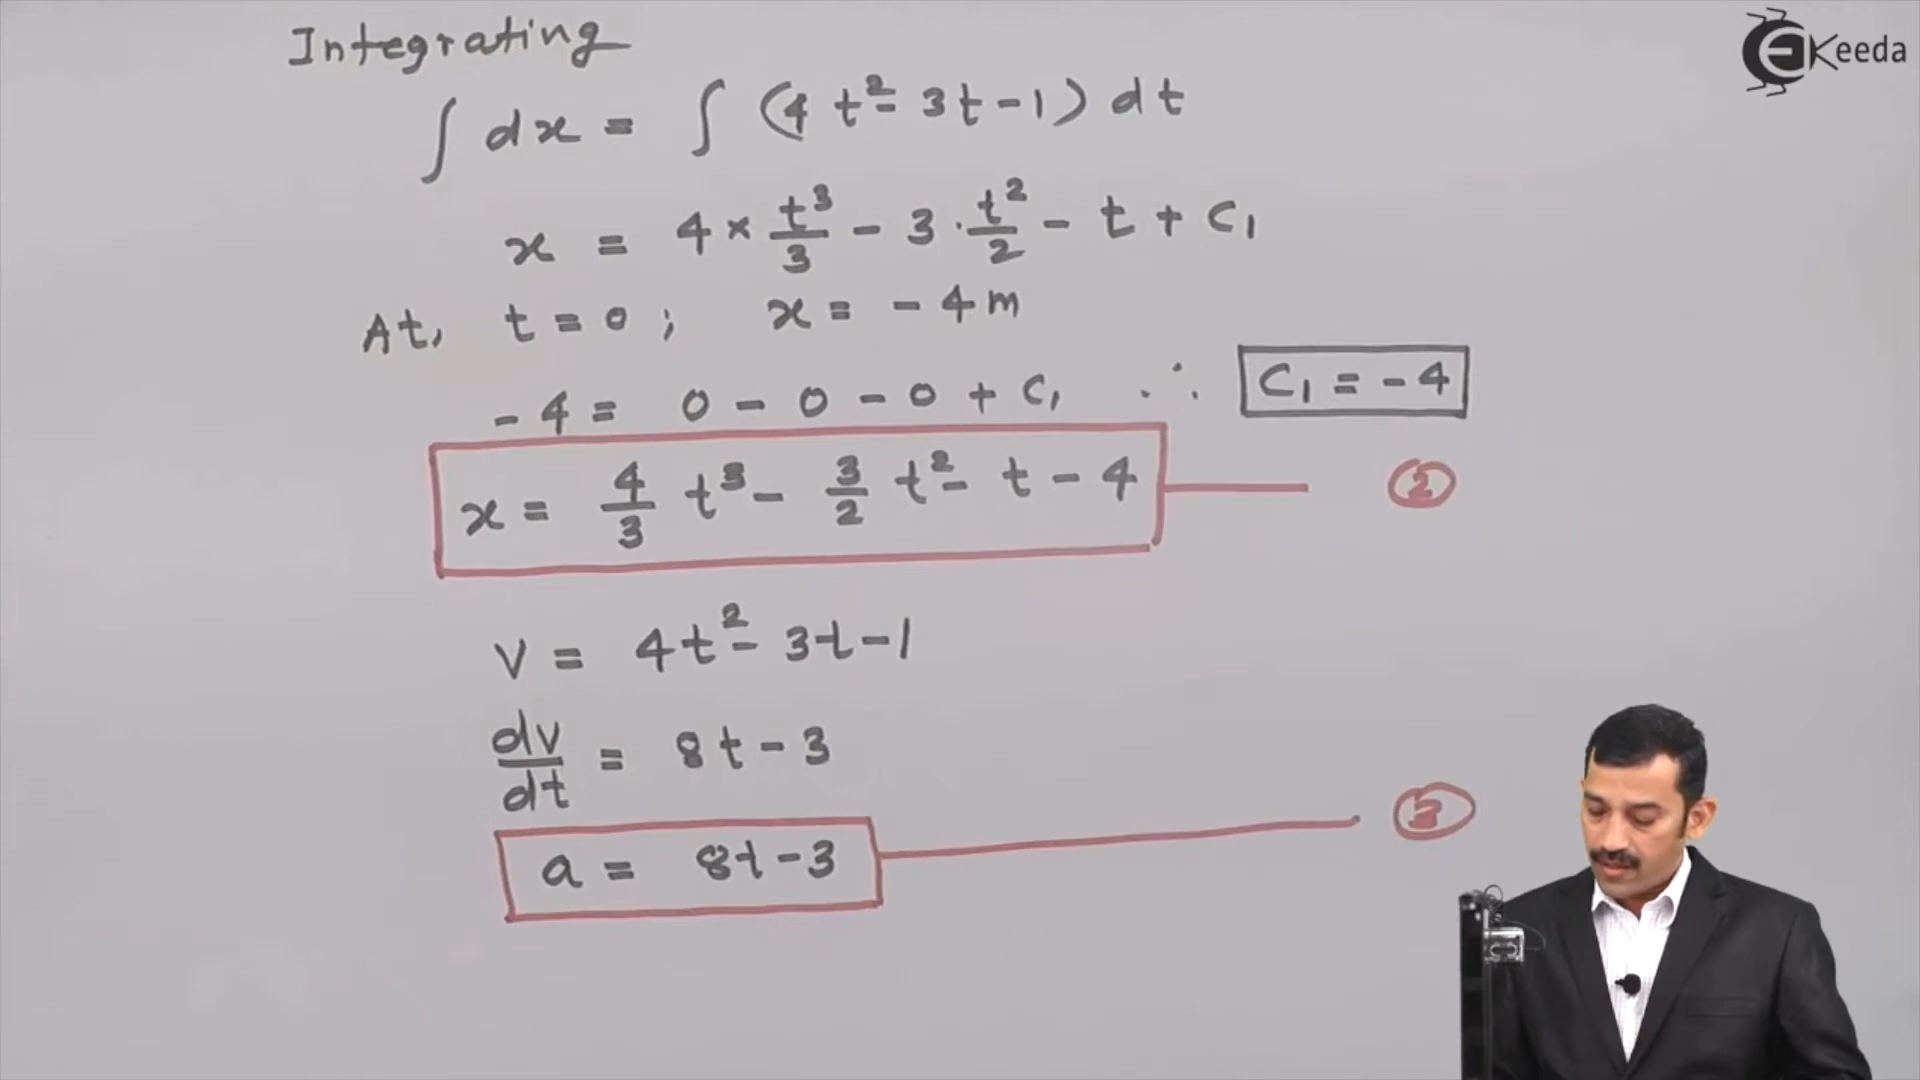 Integrating
EKeeda
∫ dx = ∫ (4t² - 3t - 1) dt
x = 4 × t³/3 - 3 · t²/2 - t + C₁
At, t = 0 ; x = - 4 m
- 4 = 0 - 0 - 0 + C₁ ∴ C₁ = - 4
x = 4/3 t³ - 3/2 t² - t - 4 ②
v = 4t² - 3t - 1
dv/dt = 8t - 3
a = 8t - 3 ③